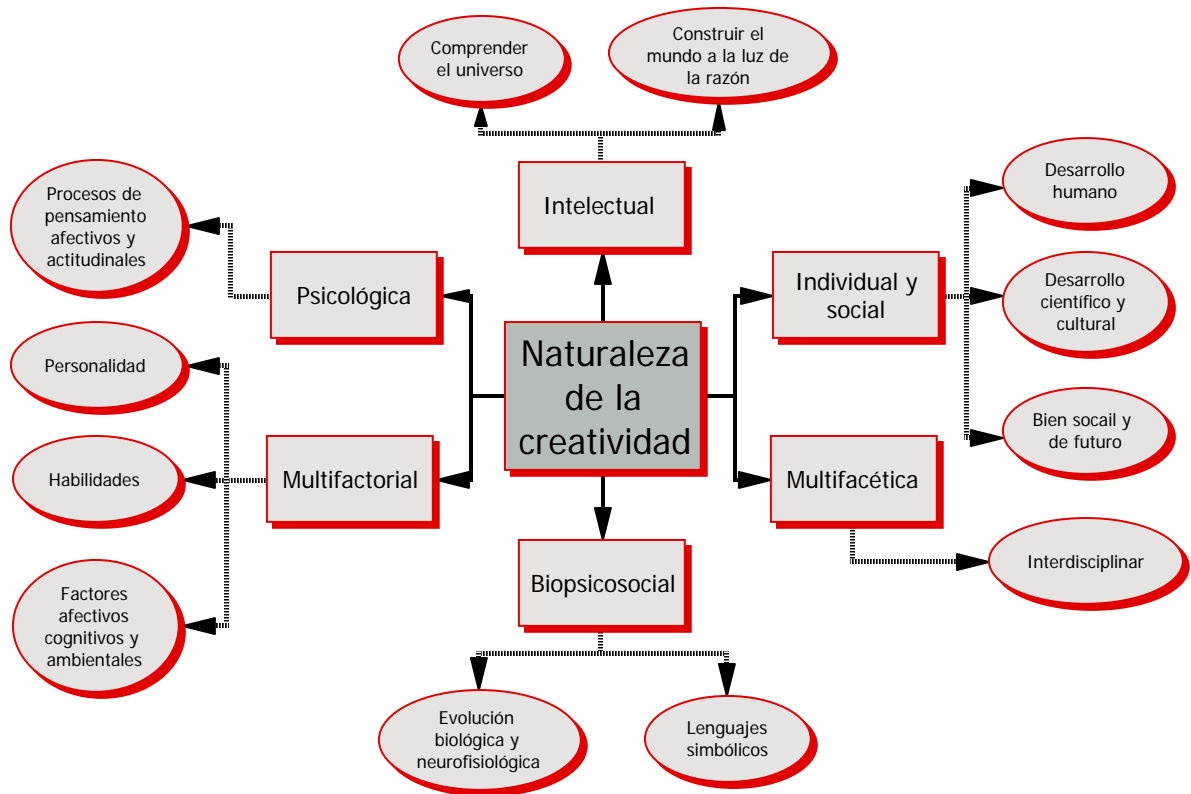 Comprender
el universo
Construir el
mundo a la luz de
la razón
Intelectual
Procesos de
pensamiento
afectivos y
actitudinales
Psicológica
Individual y
social
Desarrollo
humano
Desarrollo
científico y
cultural
Bien socail y
de futuro
Naturaleza
de la
creatividad
Personalidad
Habilidades
Factores
afectivos
cognitivos y
ambientales
Multifactorial
Multifacética
Interdisciplinar
Biopsicosocial
Evolución
biológica y
neurofisiológica
Lenguajes
simbólicos